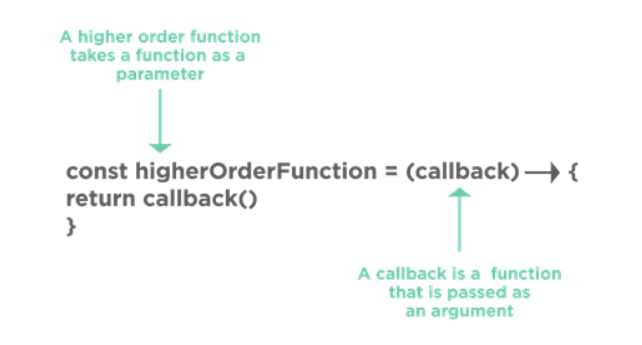 A higher order function
takes a function as a
parameter
const higherOrderFunction = (callback) → {
return callback()
}
A callback is a function
that is passed as
an argument